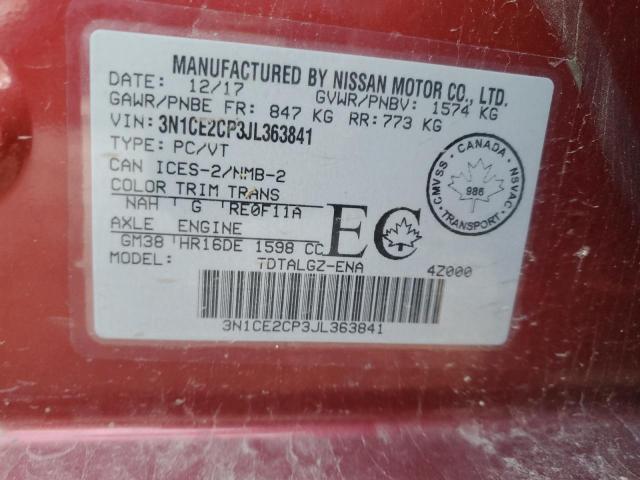 MANUFACTURED BY NISSAN MOTOR CO., LTD.
DATE: 12/17 GVWR/PNBV: 1574 KG
GAWR/PNBE FR: 847 KG RR: 773 KG
VIN: 3N1CE2CP3JL363841
TYPE: PC/VT
CAN ICES-2/NMB-2
COLOR TRIM TRANS
NAH G RE0F11A
AXLE ENGINE
GM38 HR16DE 1598 CC
MODEL: TDTALGZ-ENA 4Z000
EC
CANADA
CMVSS
NSVAC
986
TRANSPORT
3N1CE2CP3JL363841